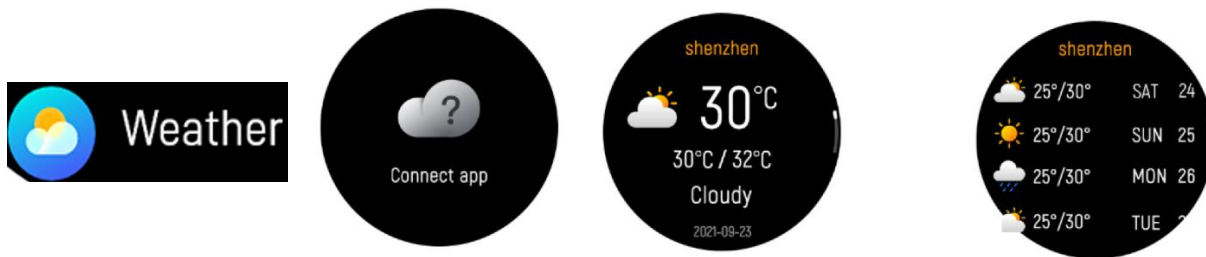 Weather
?
Connect app
shenzhen
30°C
30°C / 32°C
Cloudy
2021-09-23
shenzhen
25°/30° SAT 24
25°/30° SUN 25
25°/30° MON 26
25°/30° TUE